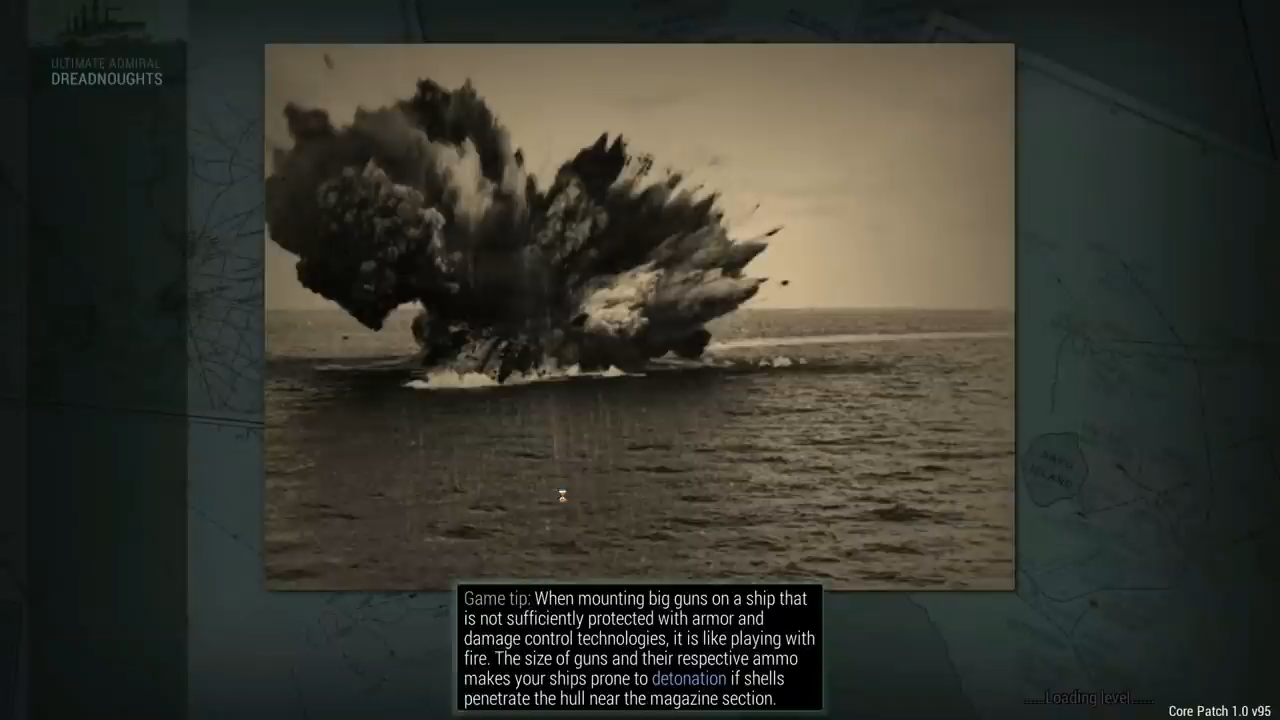 ULTIMATE ADMIRAL
DREADNOUGHTS
SAVO
ISLAND
Game tip: When mounting big guns on a ship that
is not sufficiently protected with armor and
damage control technologies, it is like playing with
fire. The size of guns and their respective ammo
makes your ships prone to detonation if shells
penetrate the hull near the magazine section.
......Loading level......
Core Patch 1.0 v95